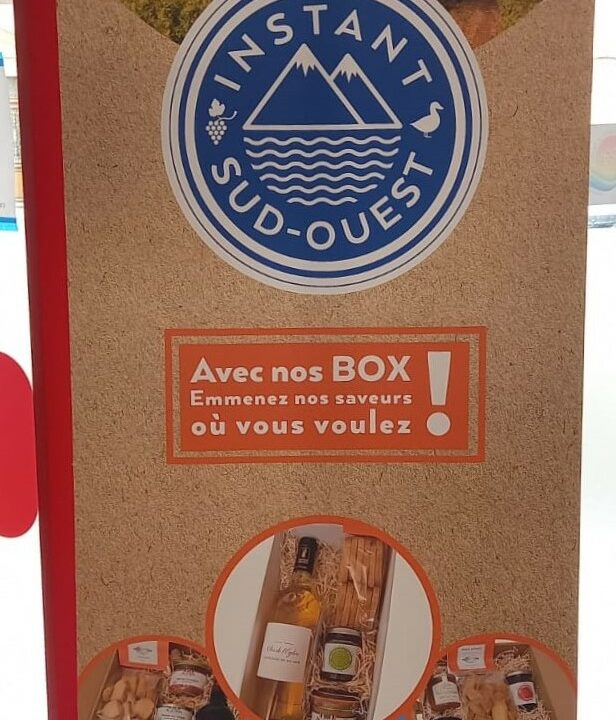 INSTANT
SUD-OUEST
Avec nos BOX
Emmenez nos saveurs
où vous voulez !